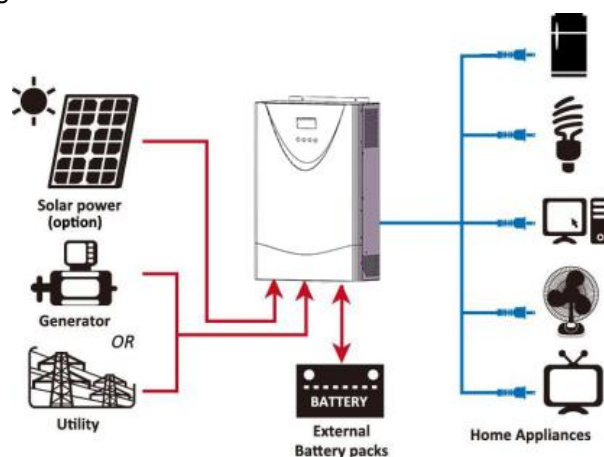 Solar power
(option)
Generator
OR
Utility
BATTERY
External
Battery packs
Home Appliances